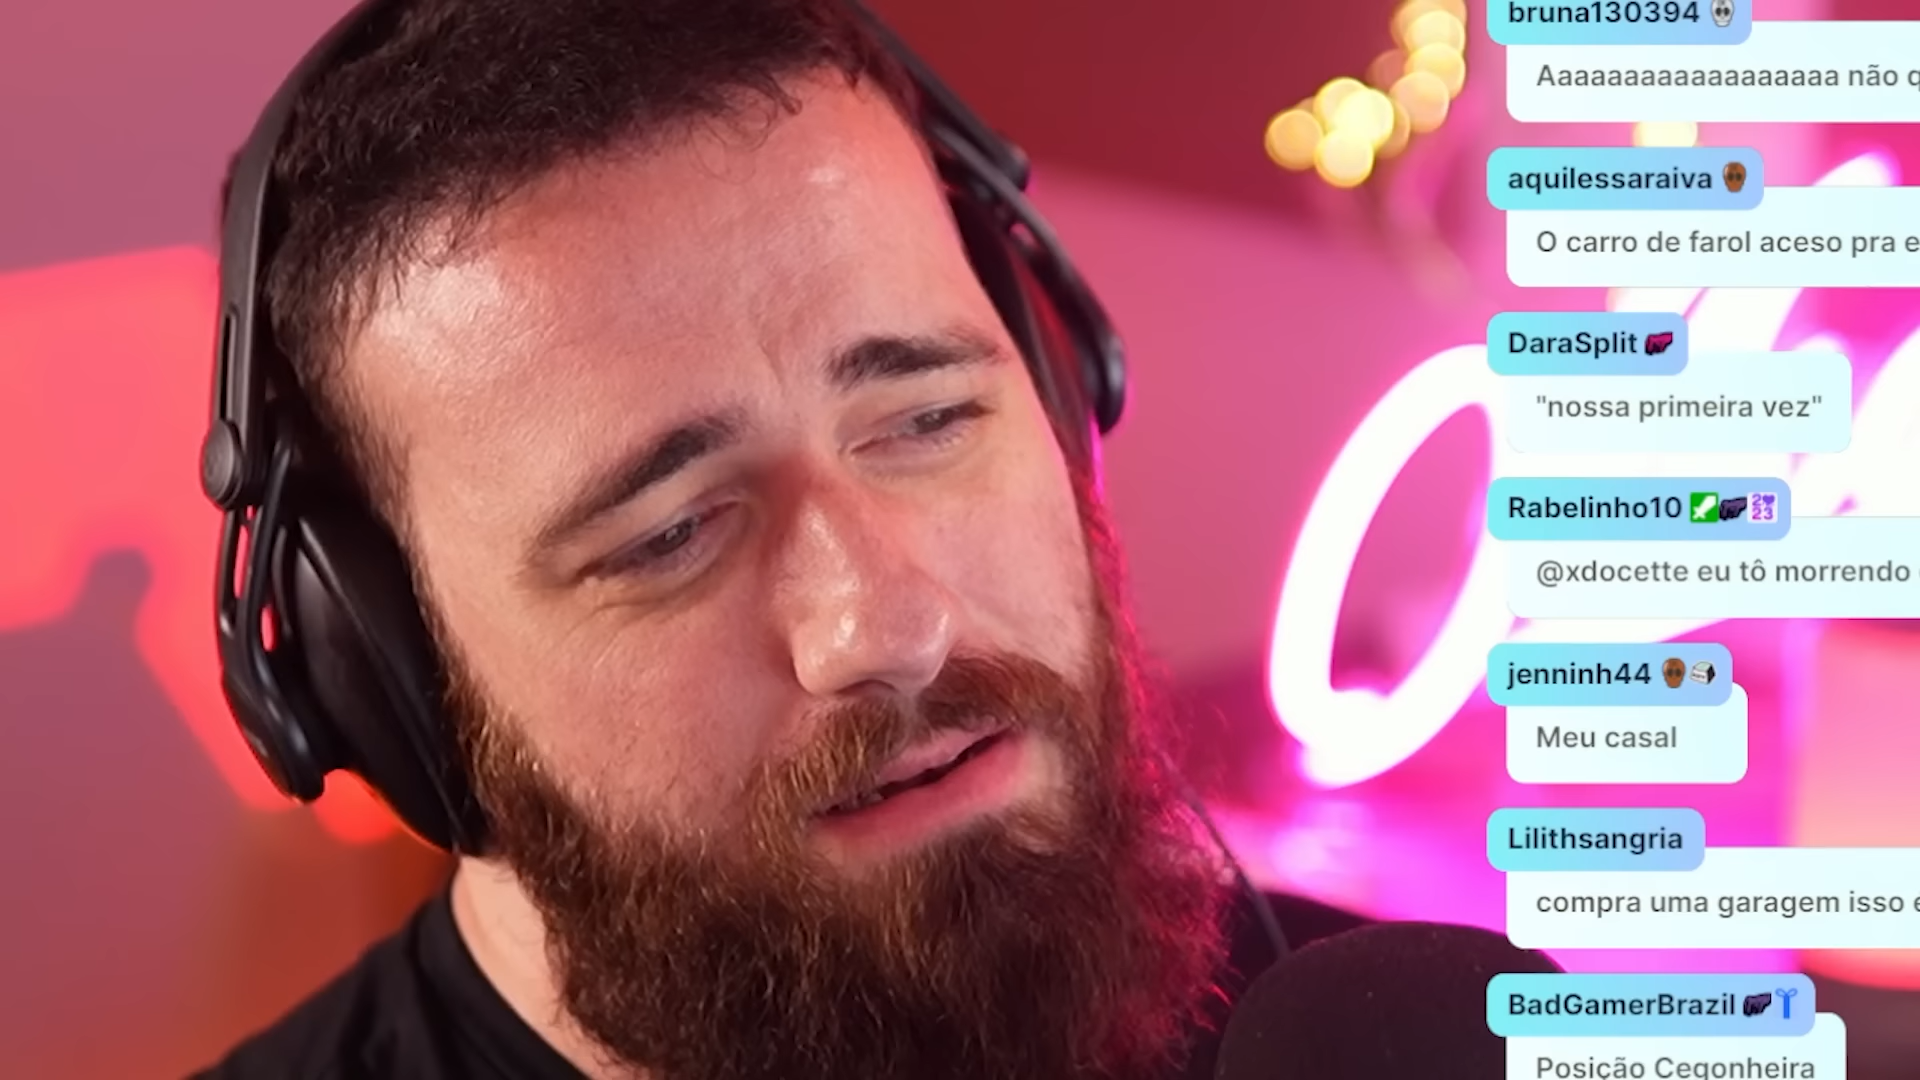 bruna130394
Aaaaaaaaaaaaaaaaa não q
aquilessaraiva
O carro de farol aceso pra e
DaraSplit
"nossa primeira vez"
Rabelinho10
@xdocette eu tô morrendo
jenninh44
Meu casal
Lilithsangria
compra uma garagem isso e
BadGamerBrazil
Posição Cegonheira